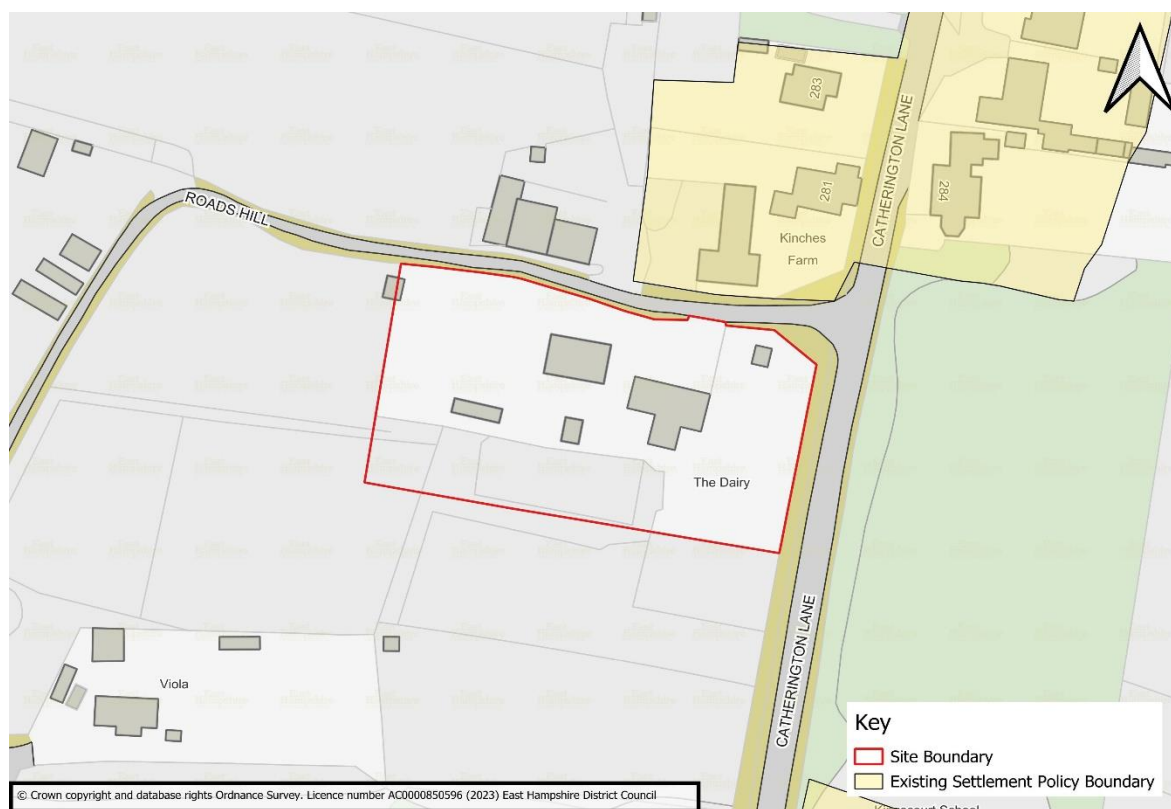 283
ROADS HILL
CATHERINGTON LANE
281
284
Kinches
Farm
The Dairy
Viola
CATHERINGTON LANE
Key
Site Boundary
Existing Settlement Policy Boundary
© Crown copyright and database rights Ordnance Survey. Licence number AC0000850596 (2023) East Hampshire District Council